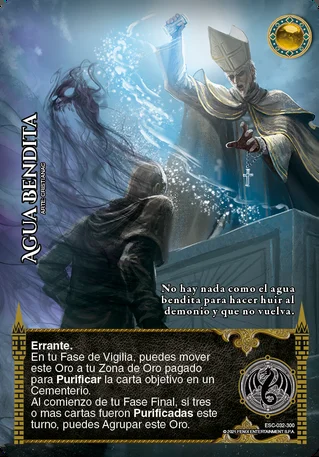 AGUA BENDITA
ARTE: CRISTIANAC
No hay nada como el agua
bendita para hacer huir al
demonio y que no vuelva.
Errante.
En tu Fase de Vigilia, puedes mover
este Oro a tu Zona de Oro pagado
para Purificar la carta objetivo en un
Cementerio.
Al comienzo de tu Fase Final, si tres
o mas cartas fueron Purificadas este
turno, puedes Agrupar este Oro.
ESC-032-300
© 2021 FENIX ENTERTAINMENT S.P.A.